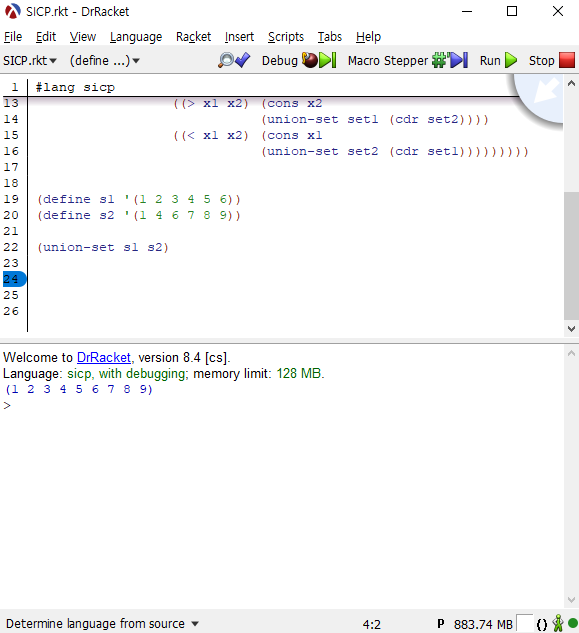 SICP.rkt - DrRacket
File Edit View Language Racket Insert Scripts Tabs Help
SICP.rkt (define ...) Debug Macro Stepper Run Stop
1 #lang sicp
13 ((> x1 x2) (cons x2
14 (union-set set1 (cdr set2))))
15 ((< x1 x2) (cons x1
16 (union-set set2 (cdr set1)))))))))
17
18
19 (define s1 '(1 2 3 4 5 6))
20 (define s2 '(1 4 6 7 8 9))
21
22 (union-set s1 s2)
23
24
25
26
Welcome to DrRacket, version 8.4 [cs].
Language: sicp, with debugging; memory limit: 128 MB.
(1 2 3 4 5 6 7 8 9)
>
Determine language from source 4:2 P 883.74 MB ()